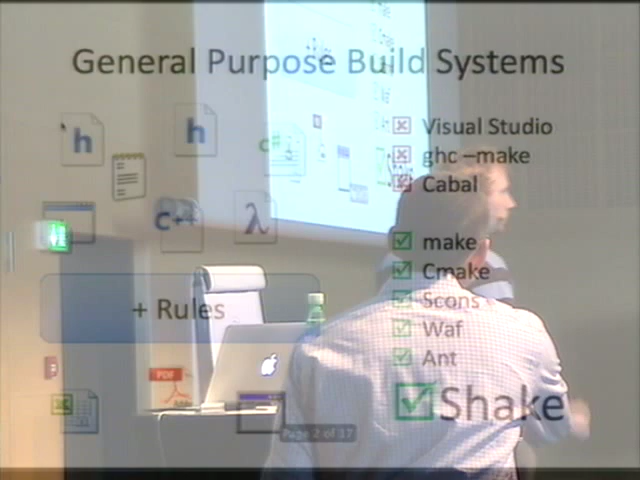 General Purpose Build Systems
h
h
C#
C++
λ
+ Rules
PDF
Adobe
Visual Studio
ghc –make
Cabal
make
Cmake
Scons
Waf
Ant
Shake
Page 2 of 17